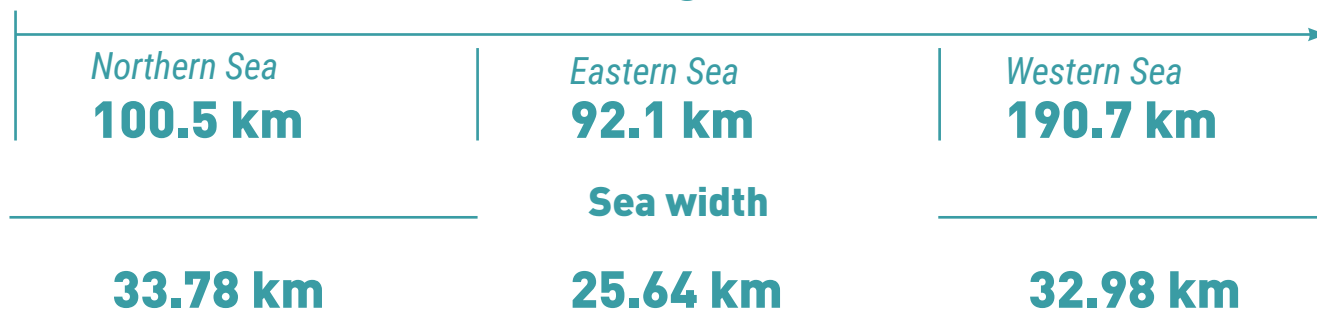 Northern Sea Eastern Sea Western Sea
100.5 km 92.1 km 190.7 km
Sea width
33.78 km 25.64 km 32.98 km